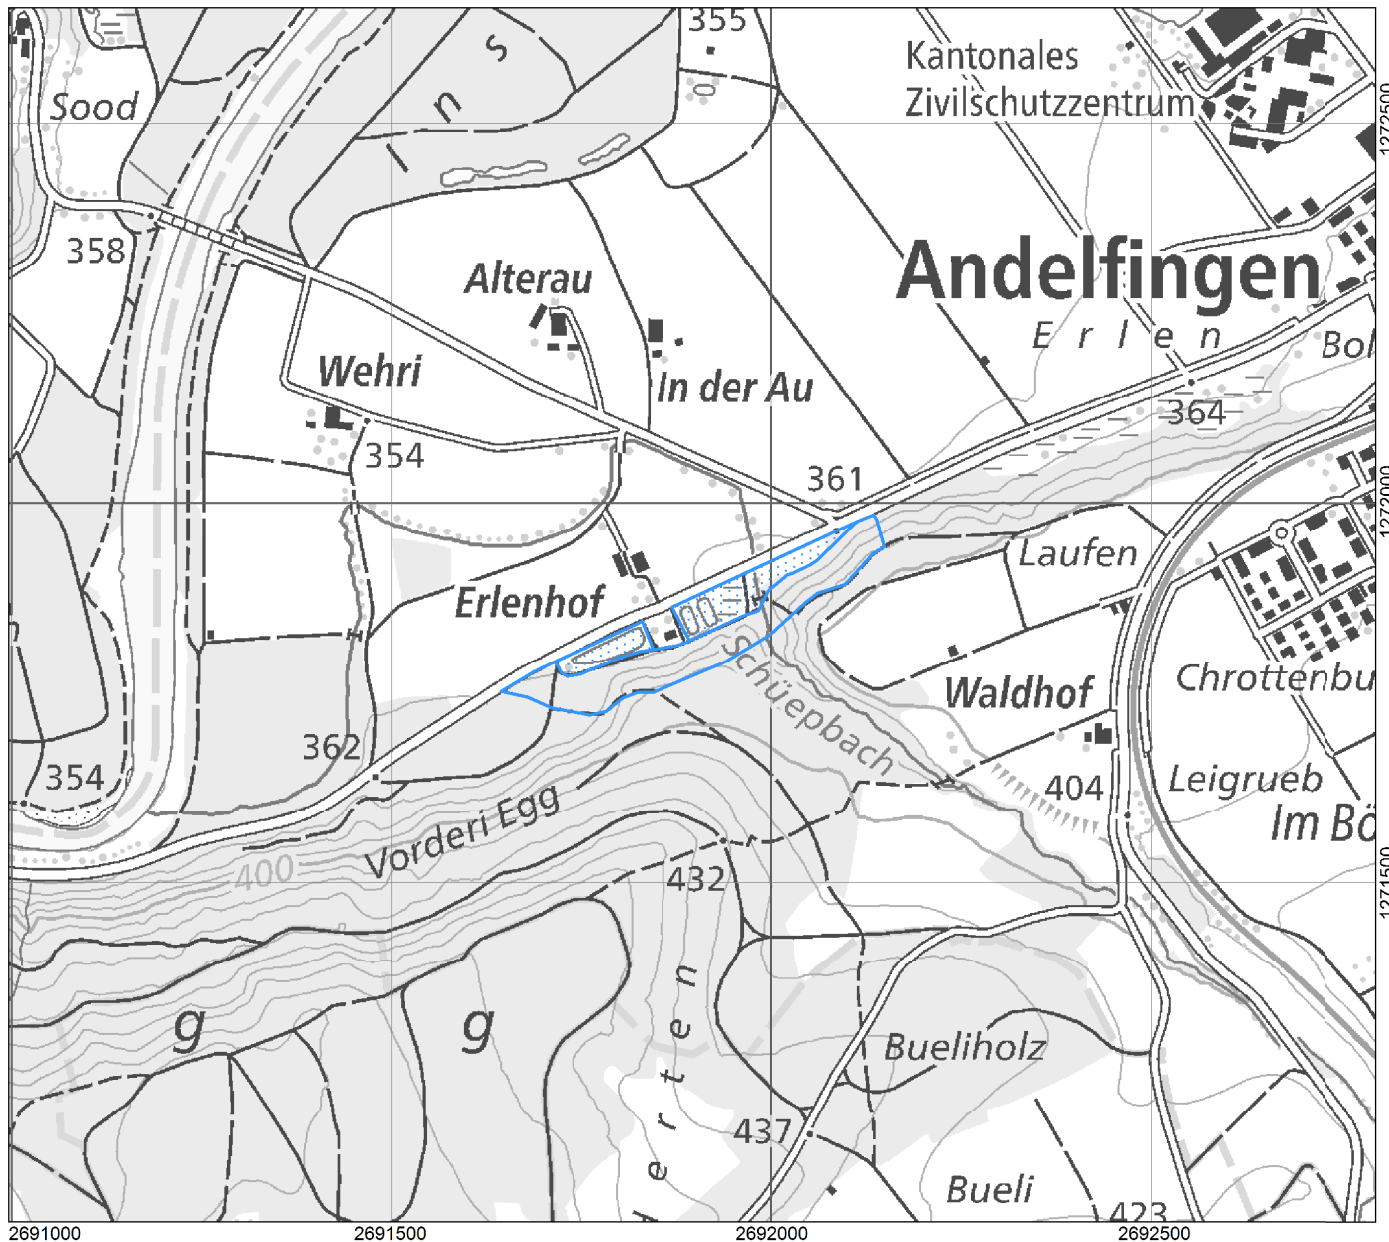 355
I n s
Kantonales
Zivilschutzzentrum
1272500
Sood
358
Alterau
Andelfingen
E r l e n
Bol
Wehri
In der Au
364
354
361
1272000
Laufen
Erlenhof
Schüepbach
Chrottenbu
Waldhof
362
354
404
Leigrueb
Im Bö
Vorderi Egg
400
432
1271500
g
g
e r t e n
Bueliholz
437
Bueli
423
2691000
2691500
2692000
2692500